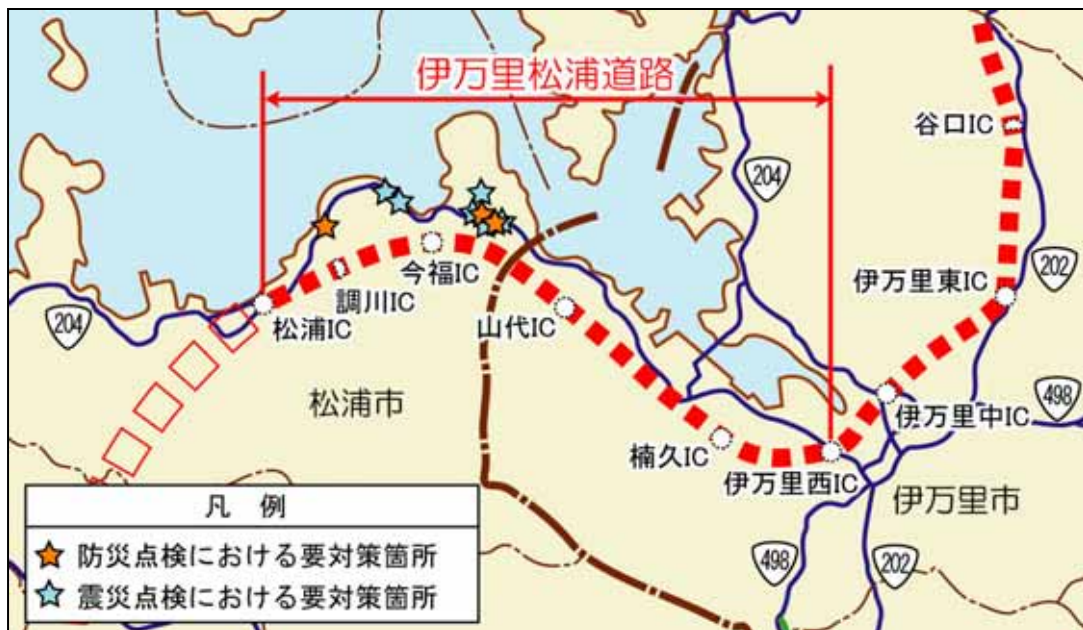 伊万里松浦道路
谷口IC
204
202
伊万里東IC
今福IC
調川IC
松浦IC
204
山代IC
松浦市
498
伊万里中IC
楠久IC
伊万里西IC
伊万里市
498
202
凡 例
防災点検における要対策箇所
震災点検における要対策箇所